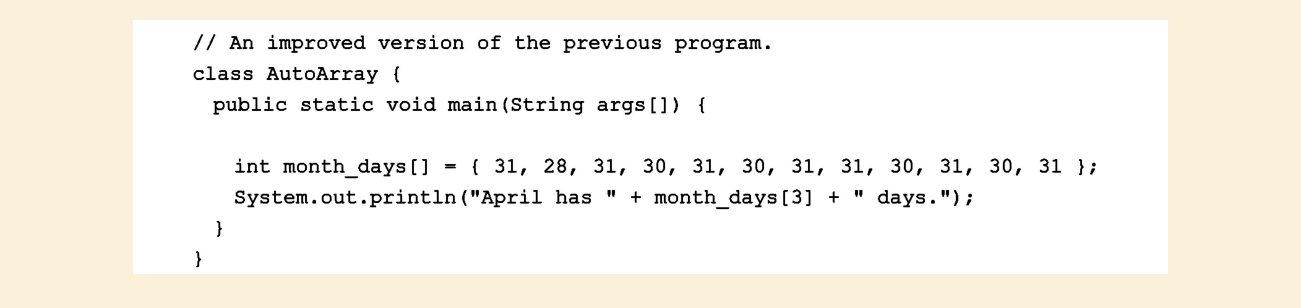 // An improved version of the previous program.
class AutoArray {
public static void main(String args[]) {
int month_days[] = { 31, 28, 31, 30, 31, 30, 31, 31, 30, 31, 30, 31 };
System.out.println("April has " + month_days[3] + " days.");
}
}